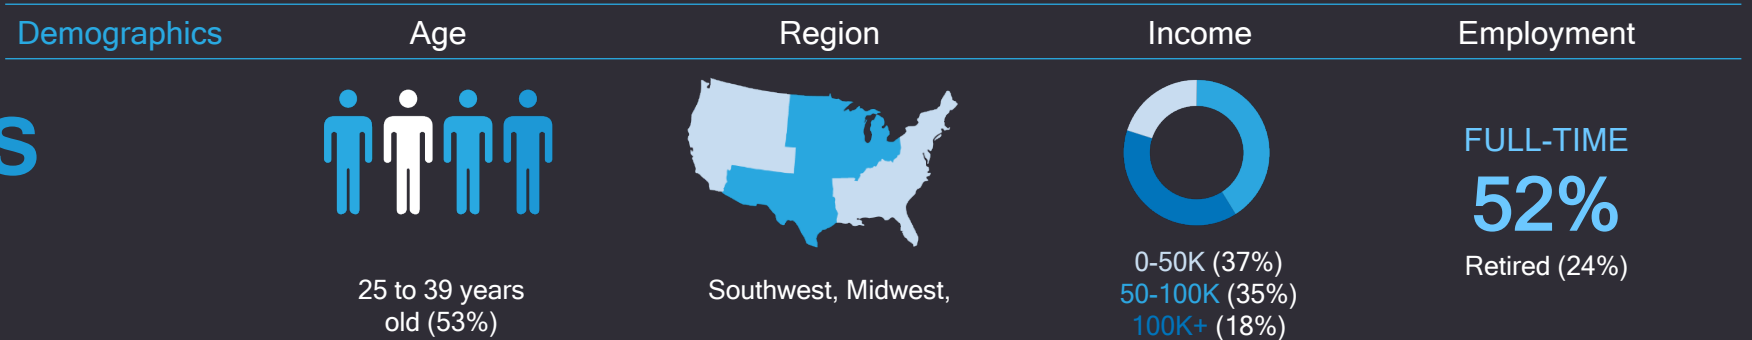 Demographics Age Region Income Employment
s
25 to 39 years
old (53%)
Southwest, Midwest,
0-50K (37%)
50-100K (35%)
100K+ (18%)
FULL-TIME
52%
Retired (24%)